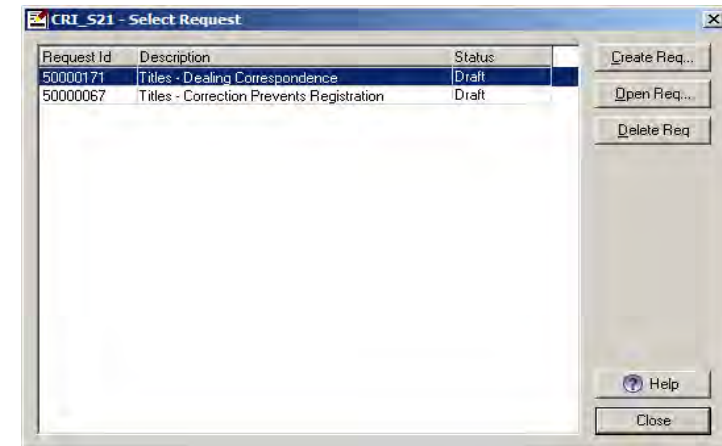 CRI_S21 - Select Request
Request Id Description Status
50000171 Titles - Dealing Correspondence Draft
50000067 Titles - Correction Prevents Registration Draft
Create Req...
Open Req...
Delete Req
Help
Close